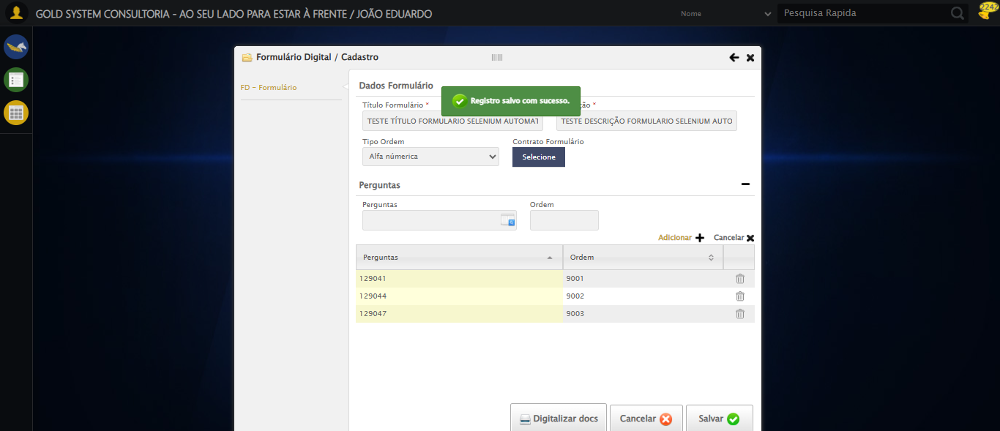 GOLD SYSTEM CONSULTORIA - AO SEU LADO PARA ESTAR À FRENTE / JOÃO EDUARDO
Nome
Pesquisa Rapida
2242
Formulário Digital / Cadastro
FD - Formulário
Dados Formulário
Registro salvo com sucesso.
Título Formulário *
ção *
TESTE TÍTULO FORMULARIO SELENIUM AUTOMAT
TESTE DESCRIÇÃO FORMULARIO SELENIUM AUTO
Tipo Ordem
Contrato Formulário
Alfa númerica
Selecione
Perguntas
Perguntas
Ordem
Adicionar
Cancelar
Perguntas
Ordem
129041 9001
129044 9002
129047 9003
Digitalizar docs
Cancelar
Salvar